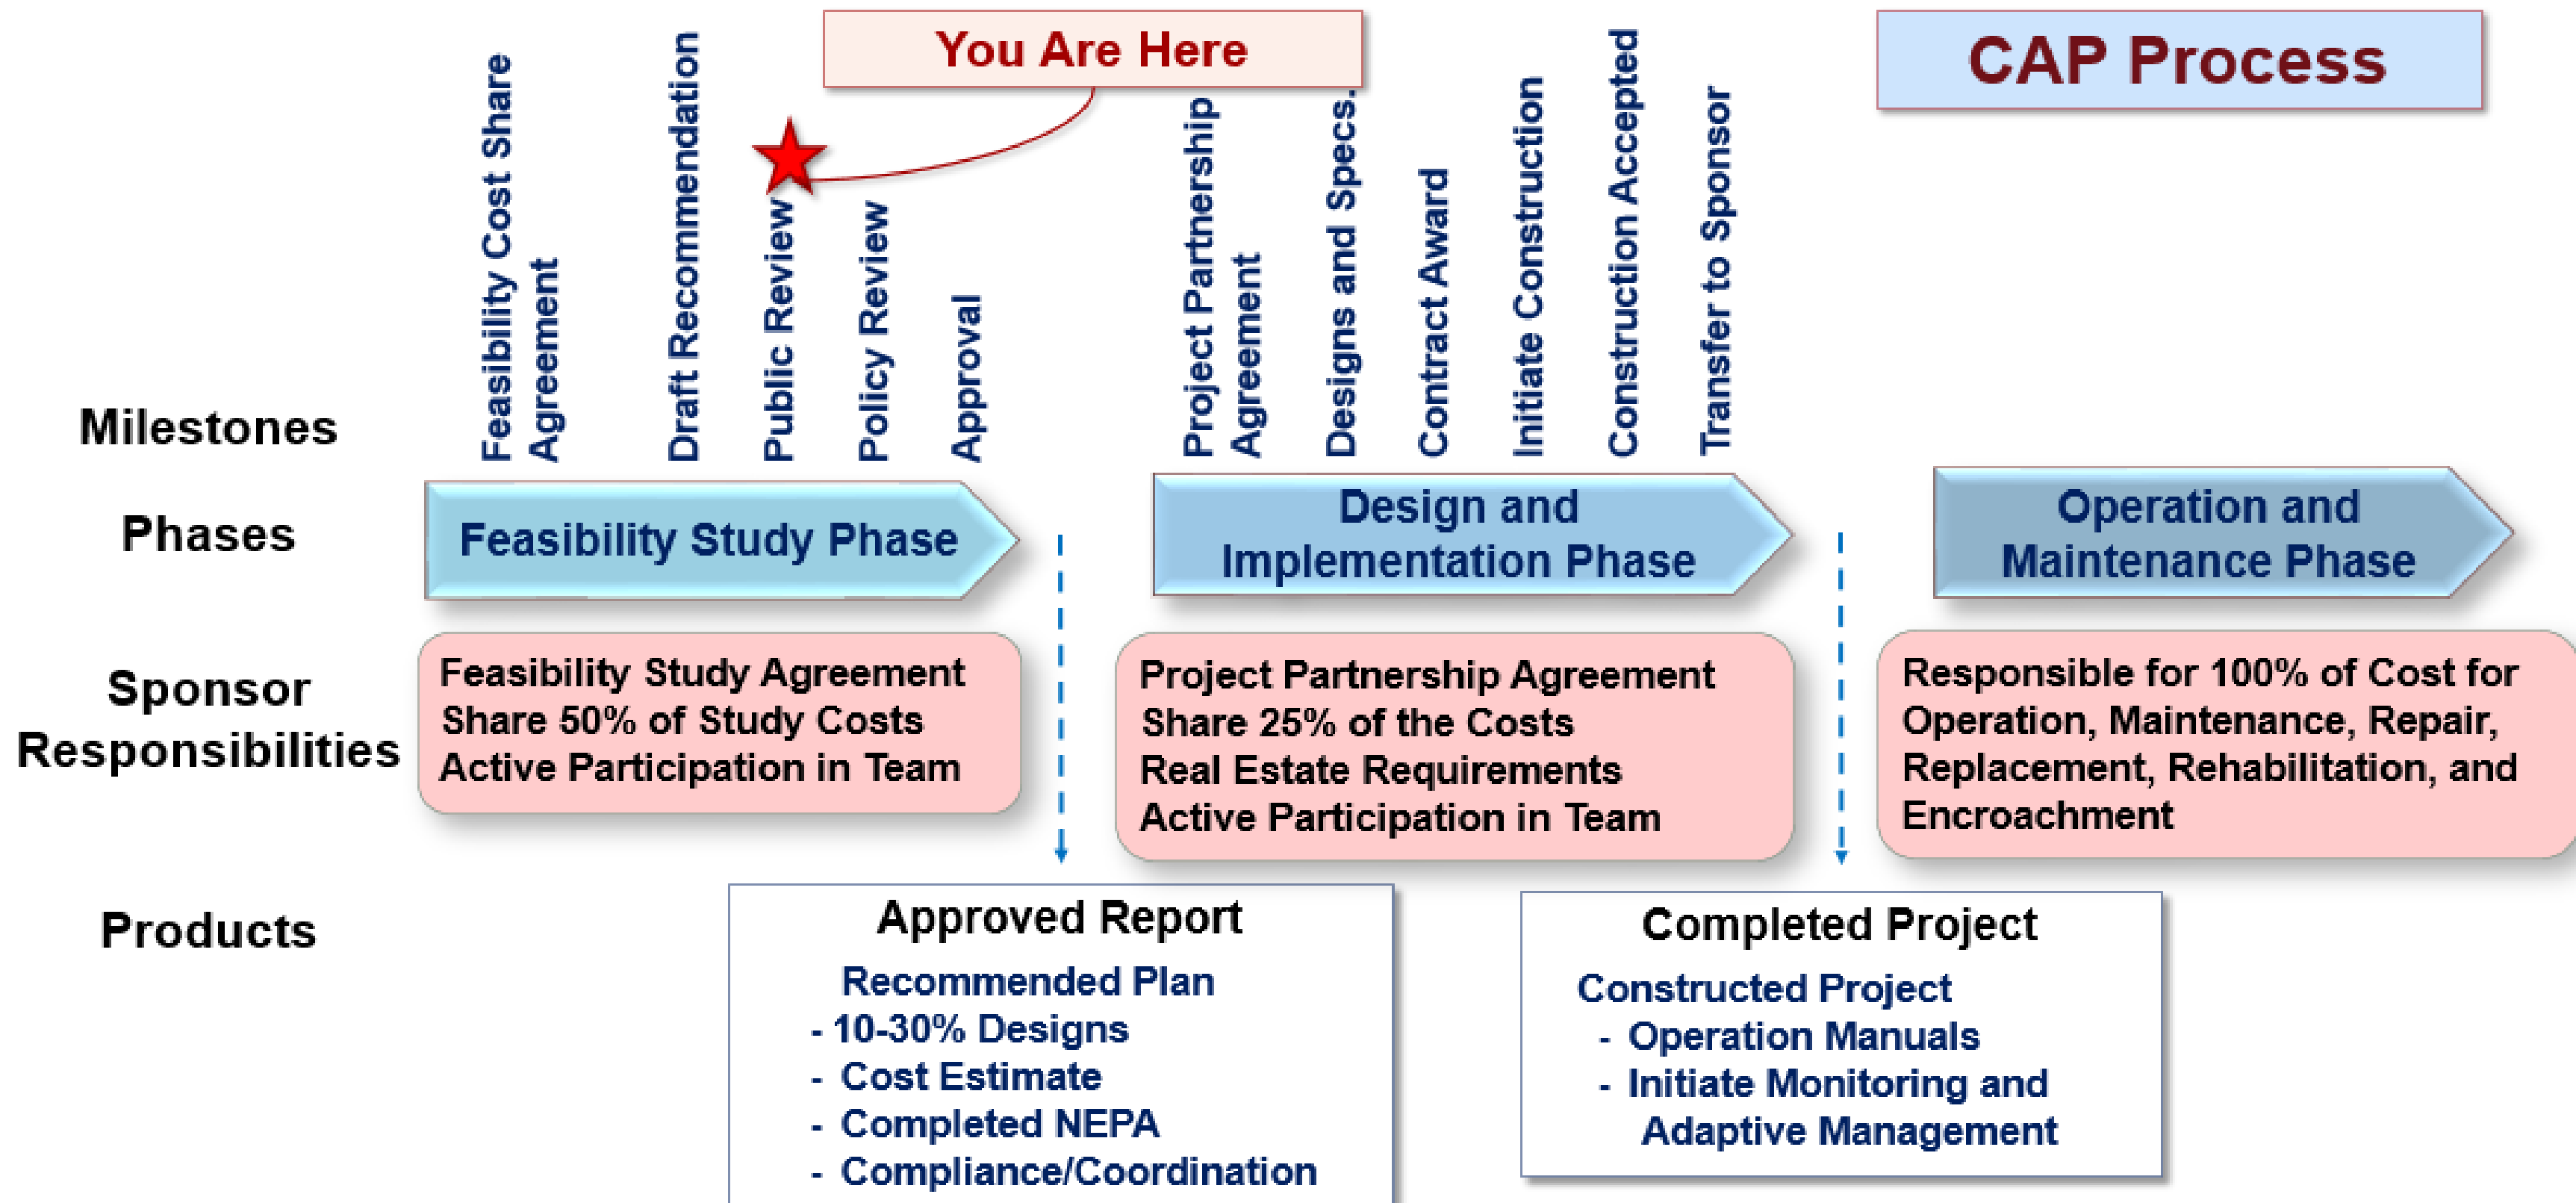 You Are Here
CAP Process
Milestones
Feasibility Cost Share
Agreement
Draft Recommendation
Public Review
Policy Review
Approval
Project Partnership
Agreement
Designs and Specs.
Contract Award
Initiate Construction
Construction Accepted
Transfer to Sponsor
Phases
Feasibility Study Phase
Design and
Implementation Phase
Operation and
Maintenance Phase
Sponsor
Responsibilities
Feasibility Study Agreement
Share 50% of Study Costs
Active Participation in Team
Project Partnership Agreement
Share 25% of the Costs
Real Estate Requirements
Active Participation in Team
Responsible for 100% of Cost for
Operation, Maintenance, Repair,
Replacement, Rehabilitation, and
Encroachment
Products
Approved Report
Recommended Plan
- 10-30% Designs
- Cost Estimate
- Completed NEPA
- Compliance/Coordination
Completed Project
Constructed Project
- Operation Manuals
- Initiate Monitoring and
Adaptive Management